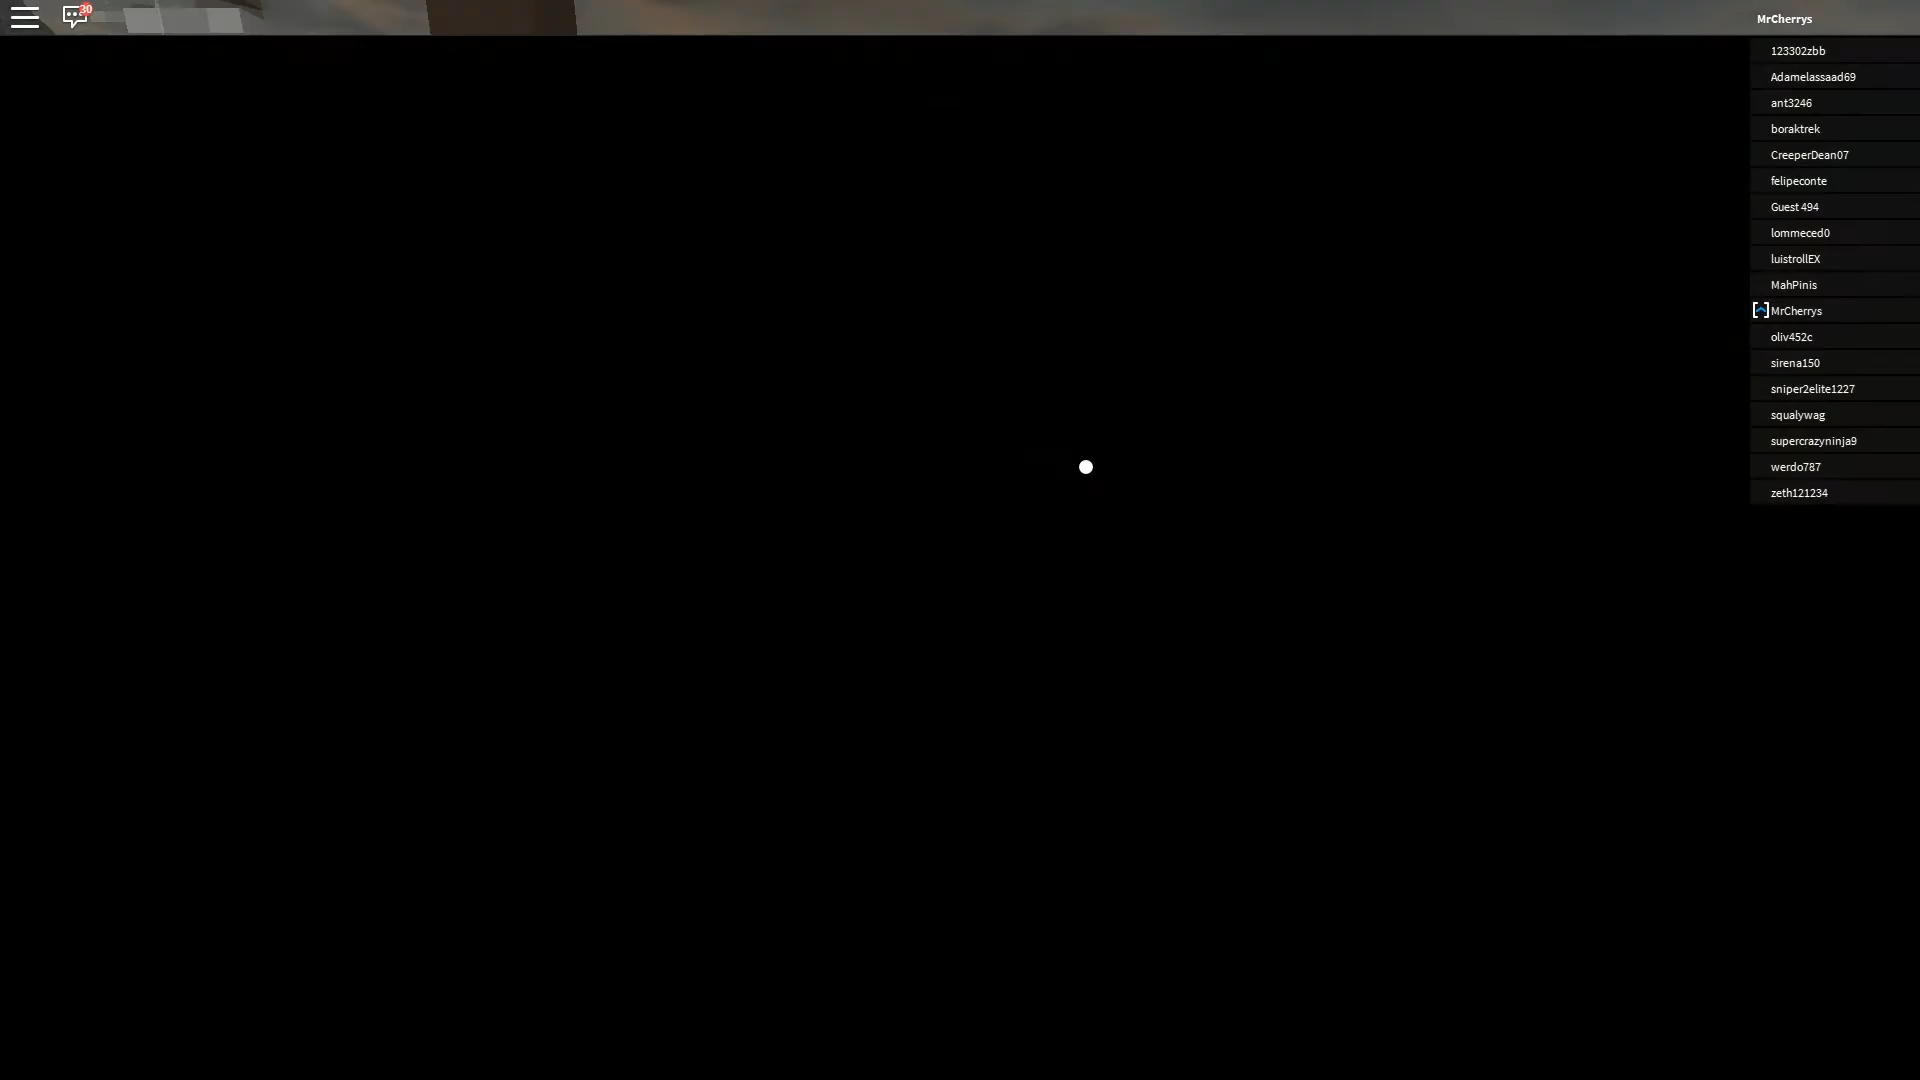 30
MrCherrys
123302zbb
Adamelassaad69
ant3246
boraktrek
CreeperDean07
felipeconte
Guest 494
lommeced0
luistrollEX
MahPinis
MrCherrys
oliv452c
sirena150
sniper2elite1227
squalywag
supercrazyninja9
werdo787
zeth121234